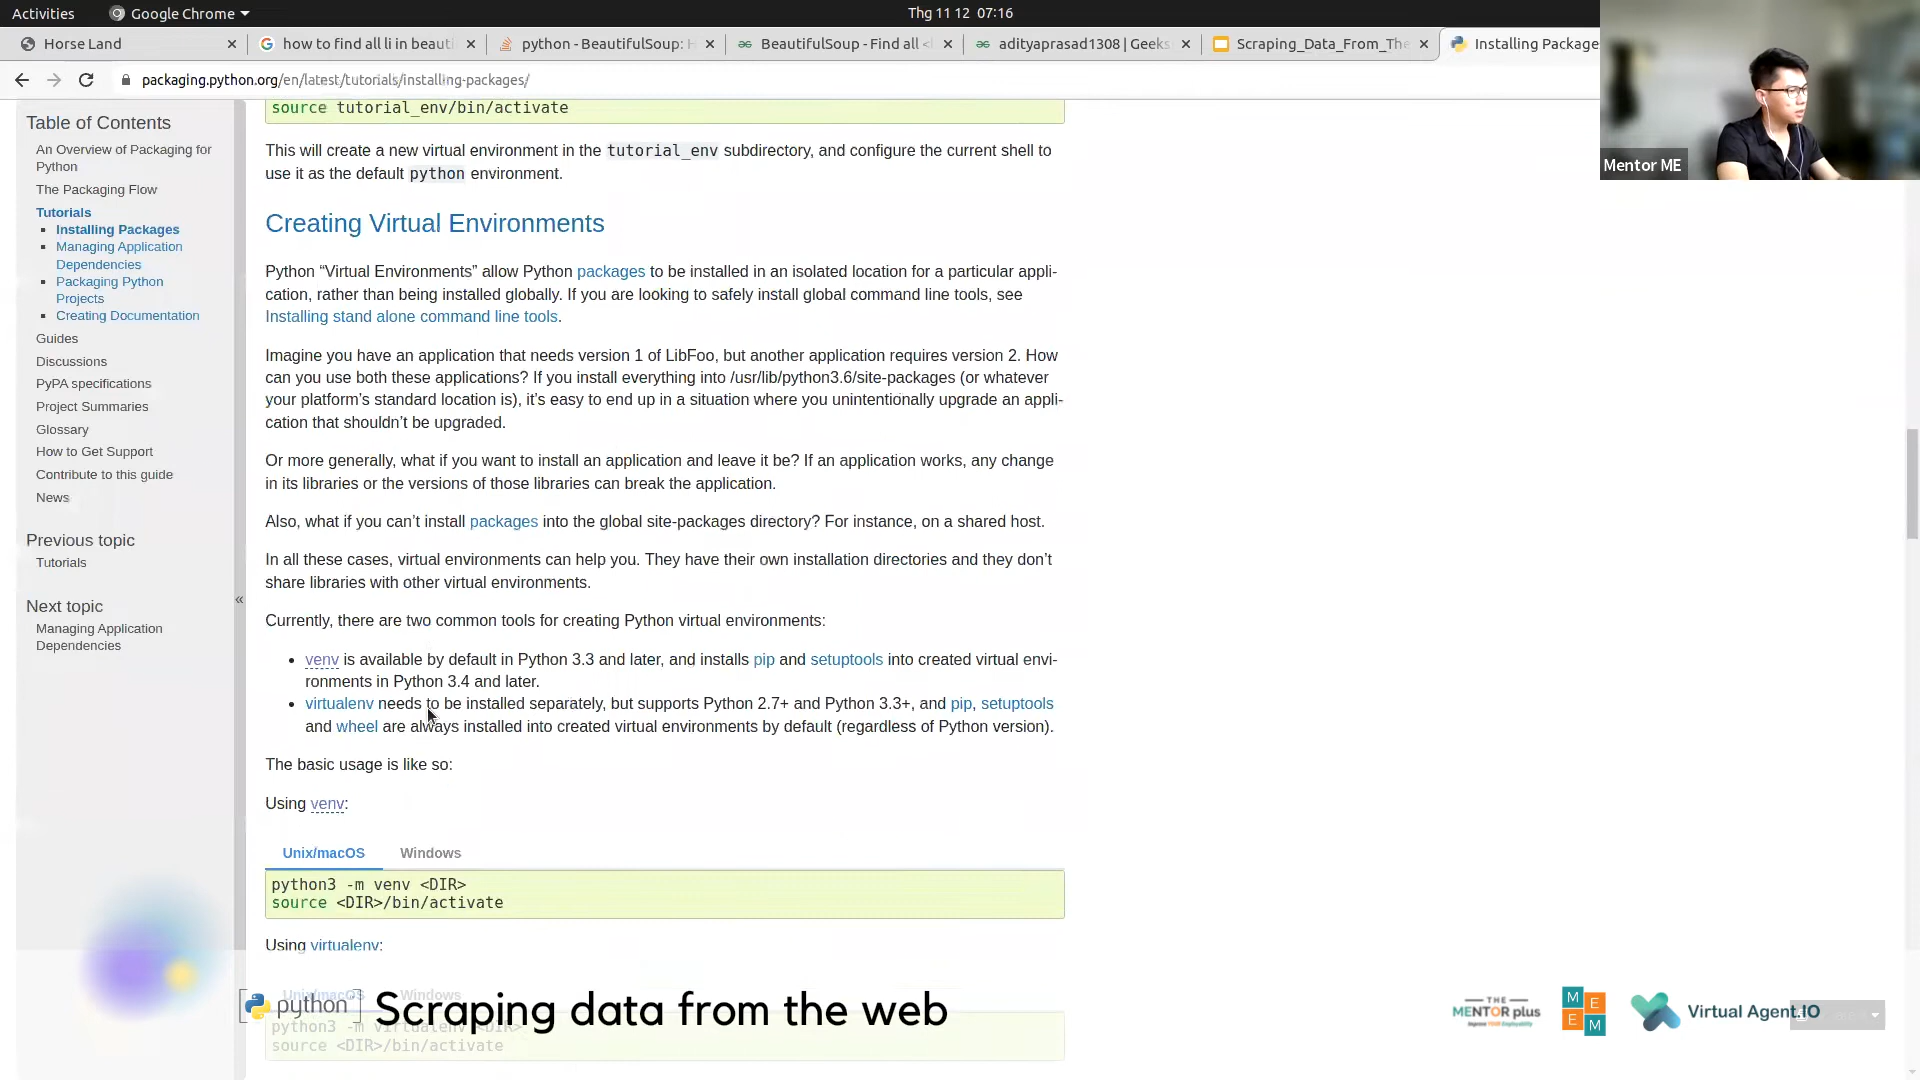 Activities
Google Chrome
Thg 11 12 07:16
Horse Land
how to find all li in beauti
python - BeautifulSoup: H
BeautifulSoup - Find all <l
adityaprasad1308 | Geeks
Scraping_Data_From_The
Installing Package
packaging.python.org/en/latest/tutorials/installing-packages/
Mentor ME
Table of Contents
An Overview of Packaging for
Python
The Packaging Flow
Tutorials
Installing Packages
Managing Application
Dependencies
Packaging Python
Projects
Creating Documentation
Guides
Discussions
PyPA specifications
Project Summaries
Glossary
How to Get Support
Contribute to this guide
News
Previous topic
Tutorials
Next topic
Managing Application
Dependencies
«
source tutorial_env/bin/activate
This will create a new virtual environment in the tutorial_env subdirectory, and configure the current shell to
use it as the default python environment.
Creating Virtual Environments
Python “Virtual Environments” allow Python packages to be installed in an isolated location for a particular appli-
cation, rather than being installed globally. If you are looking to safely install global command line tools, see
Installing stand alone command line tools.
Imagine you have an application that needs version 1 of LibFoo, but another application requires version 2. How
can you use both these applications? If you install everything into /usr/lib/python3.6/site-packages (or whatever
your platform’s standard location is), it’s easy to end up in a situation where you unintentionally upgrade an appli-
cation that shouldn’t be upgraded.
Or more generally, what if you want to install an application and leave it be? If an application works, any change
in its libraries or the versions of those libraries can break the application.
Also, what if you can’t install packages into the global site-packages directory? For instance, on a shared host.
In all these cases, virtual environments can help you. They have their own installation directories and they don’t
share libraries with other virtual environments.
Currently, there are two common tools for creating Python virtual environments:
• venv is available by default in Python 3.3 and later, and installs pip and setuptools into created virtual envi-
ronments in Python 3.4 and later.
• virtualenv needs to be installed separately, but supports Python 2.7+ and Python 3.3+, and pip, setuptools
and wheel are always installed into created virtual environments by default (regardless of Python version).
The basic usage is like so:
Using venv:
Unix/macOS Windows
python3 -m venv <DIR>
source <DIR>/bin/activate
Using virtualenv:
Unix/macOS Windows
python3 -m virtualenv <DIR>
source <DIR>/bin/activate
[python]
Scraping data from the web
THE
MENTOR plus
Improve YOUR Employability
M E
E M
Virtual Agent.IO